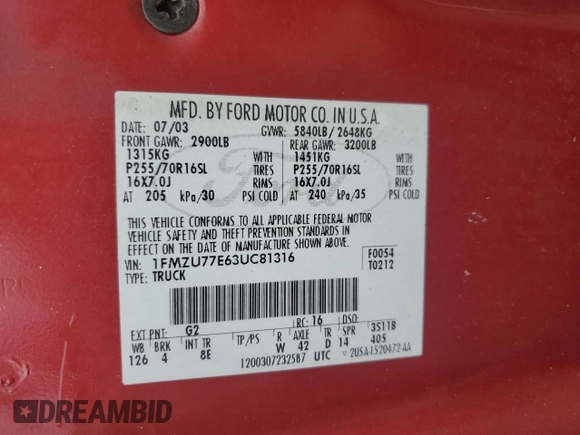 MFD. BY FORD MOTOR CO. IN U.S.A.
DATE: 07/03 GVWR: 5840LB/ 2648KG
FRONT GAWR: 2900LB REAR GAWR: 3200LB
1315KG WITH 1451KG WITH
P255/70R16SL TIRES P255/70R16SL TIRES
16X7.0J RIMS 16X7.0J RIMS
AT 205 kPa/30 PSI COLD AT 240 kPa/35 PSI COLD
THIS VEHICLE CONFORMS TO ALL APPLICABLE FEDERAL MOTOR
VEHICLE SAFETY AND THEFT PREVENTION STANDARDS IN
EFFECT ON THE DATE OF MANUFACTURE SHOWN ABOVE.
VIN: 1FMZU77E63UC81316 F0054
TYPE: TRUCK T0212
EXT PNT: G2 RC: 16 DSO:
WB BRK INT TR TP/PS R AXLE TR SPR 3S11B
126 4 8E W 42 D 14 405
1200307232587 UTC 2USA-1520472-AA
Ford
DREAMBID